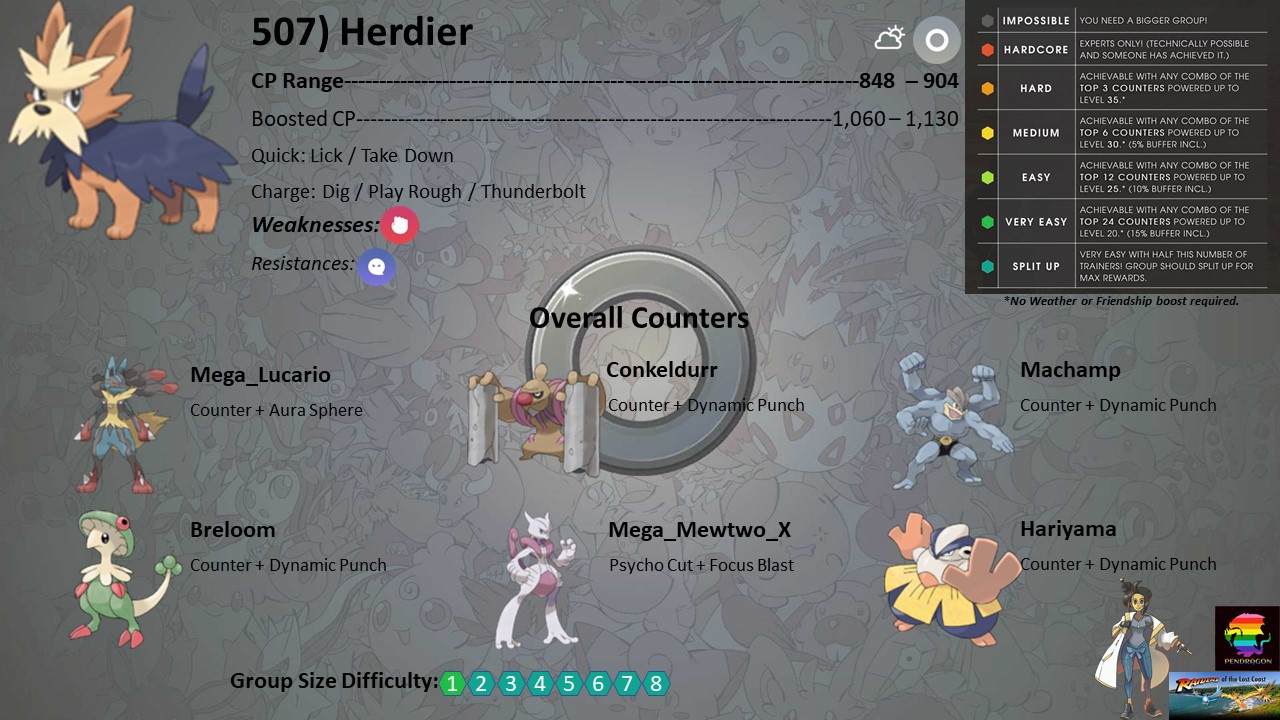 507) Herdier
CP Range---848 – 904
Boosted CP---1,060 – 1,130
Quick: Lick / Take Down
Charge: Dig / Play Rough / Thunderbolt
Weaknesses:
Resistances:
IMPOSSIBLE YOU NEED A BIGGER GROUP!
HARDCORE EXPERTS ONLY! (TECHNICALLY POSSIBLE
AND SOMEONE HAS ACHIEVED IT.)
HARD ACHIEVABLE WITH ANY COMBO OF THE
TOP 3 COUNTERS POWERED UP TO
LEVEL 35.*
MEDIUM ACHIEVABLE WITH ANY COMBO OF THE
TOP 6 COUNTERS POWERED UP TO
LEVEL 30.* (5% BUFFER INCL.)
EASY ACHIEVABLE WITH ANY COMBO OF THE
TOP 12 COUNTERS POWERED UP TO
LEVEL 25.* (10% BUFFER INCL.)
VERY EASY ACHIEVABLE WITH ANY COMBO OF THE
TOP 24 COUNTERS POWERED UP TO
LEVEL 20.* (15% BUFFER INCL.)
SPLIT UP VERY EASY WITH HALF THIS NUMBER OF
TRAINERS! GROUP SHOULD SPLIT UP FOR
MAX REWARDS.
*No Weather or Friendship boost required.
Overall Counters
Mega_Lucario
Counter + Aura Sphere
Conkeldurr
Counter + Dynamic Punch
Machamp
Counter + Dynamic Punch
Breloom
Counter + Dynamic Punch
Mega_Mewtwo_X
Psycho Cut + Focus Blast
Hariyama
Counter + Dynamic Punch
Group Size Difficulty: 1 2 3 4 5 6 7 8
PENDRAGON
RAIDERS of the Lost Coast